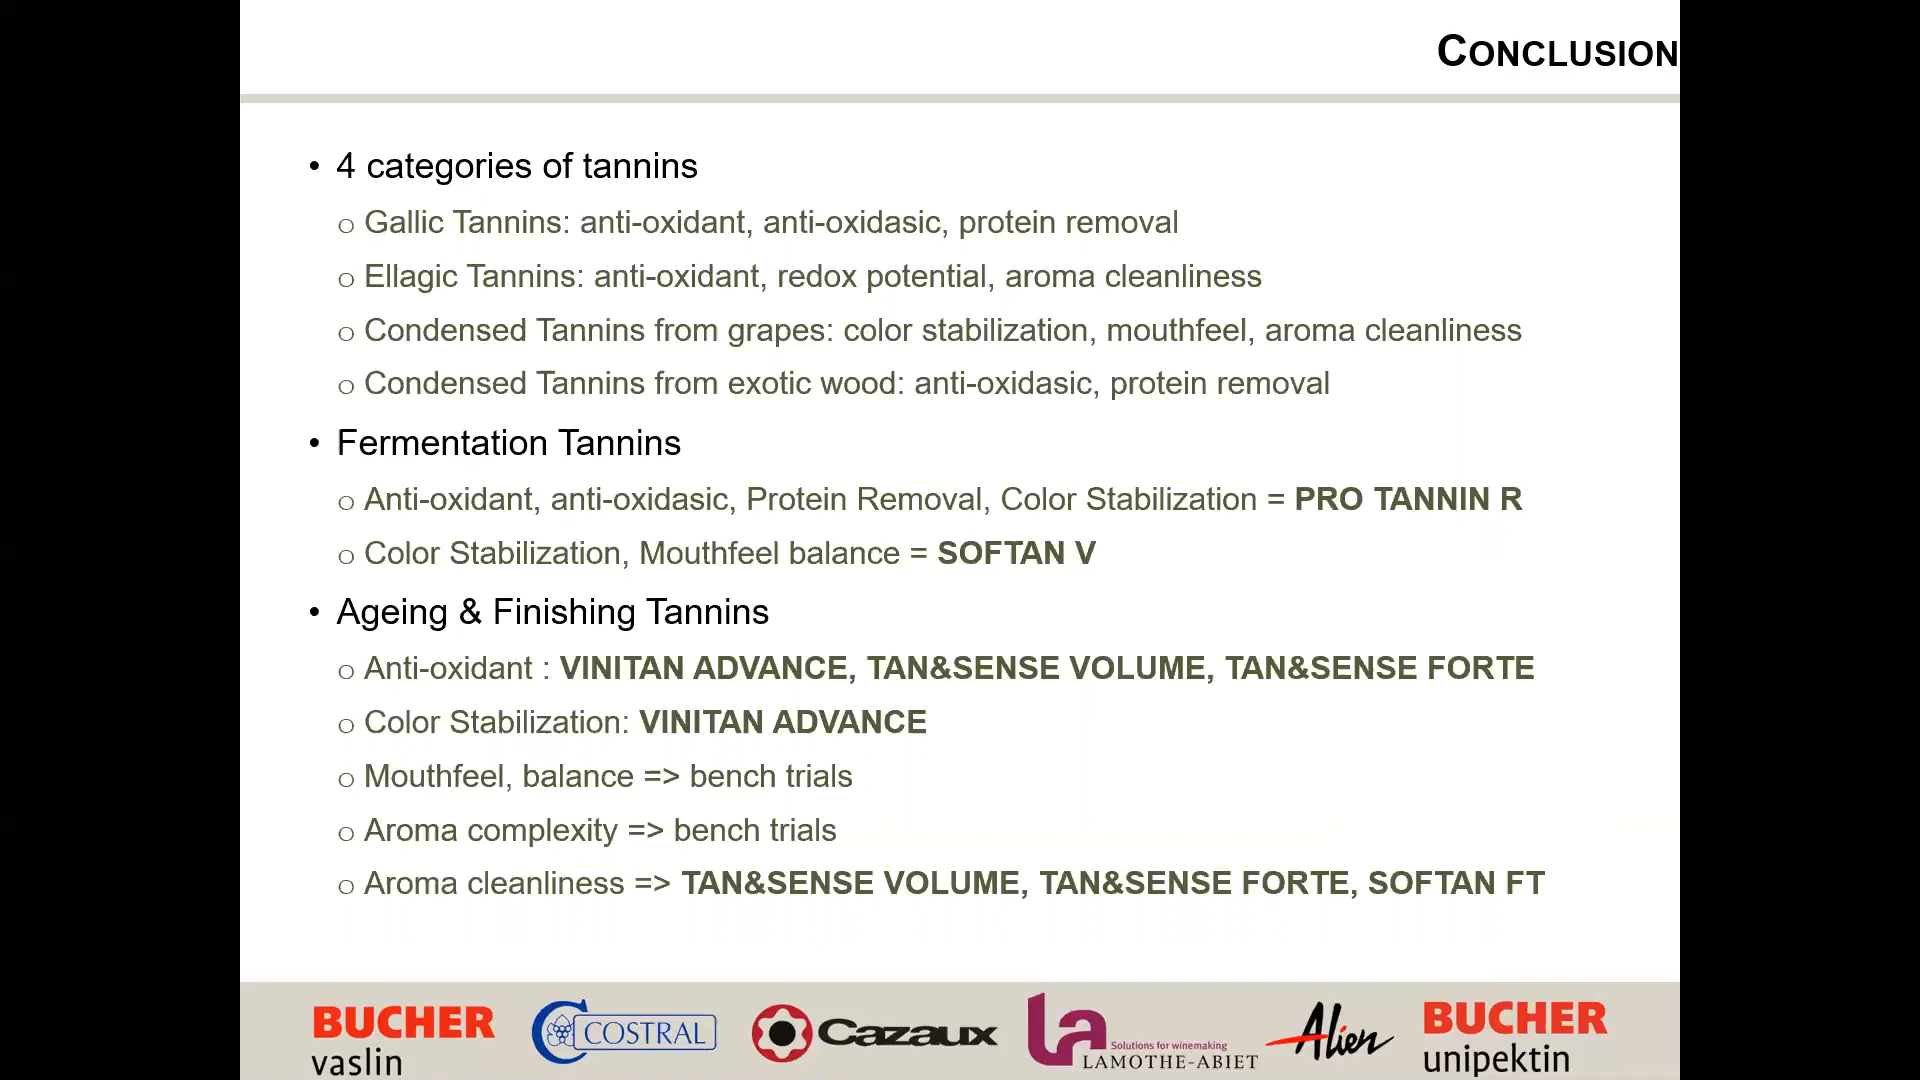 CONCLUSION
• 4 categories of tannins
o Gallic Tannins: anti-oxidant, anti-oxidasic, protein removal
o Ellagic Tannins: anti-oxidant, redox potential, aroma cleanliness
o Condensed Tannins from grapes: color stabilization, mouthfeel, aroma cleanliness
o Condensed Tannins from exotic wood: anti-oxidasic, protein removal
• Fermentation Tannins
o Anti-oxidant, anti-oxidasic, Protein Removal, Color Stabilization = PRO TANNIN R
o Color Stabilization, Mouthfeel balance = SOFTAN V
• Ageing & Finishing Tannins
o Anti-oxidant : VINITAN ADVANCE, TAN&SENSE VOLUME, TAN&SENSE FORTE
o Color Stabilization: VINITAN ADVANCE
o Mouthfeel, balance => bench trials
o Aroma complexity => bench trials
o Aroma cleanliness => TAN&SENSE VOLUME, TAN&SENSE FORTE, SOFTAN FT
BUCHER
vaslin
COSTRAL
Cazaux
La
Solutions for winemaking
LAMOTHE-ABIET
Alien
BUCHER
unipektin